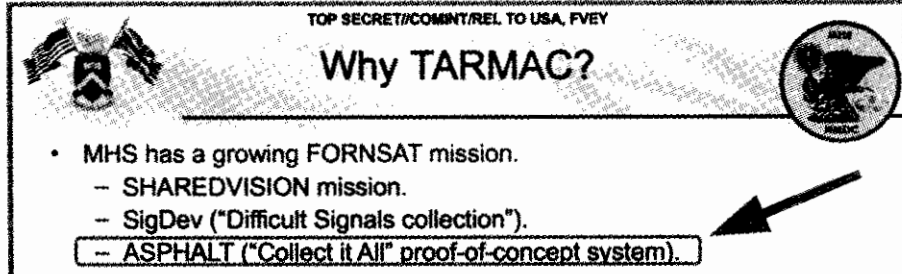 TOP SECRET//COMINT/REL TO USA, FVEY
Why TARMAC?
MHS
• MHS has a growing FORNSAT mission.
– SHAREDVISION mission.
– SigDev ("Difficult Signals collection").
– ASPHALT ("Collect it All" proof-of-concept system).